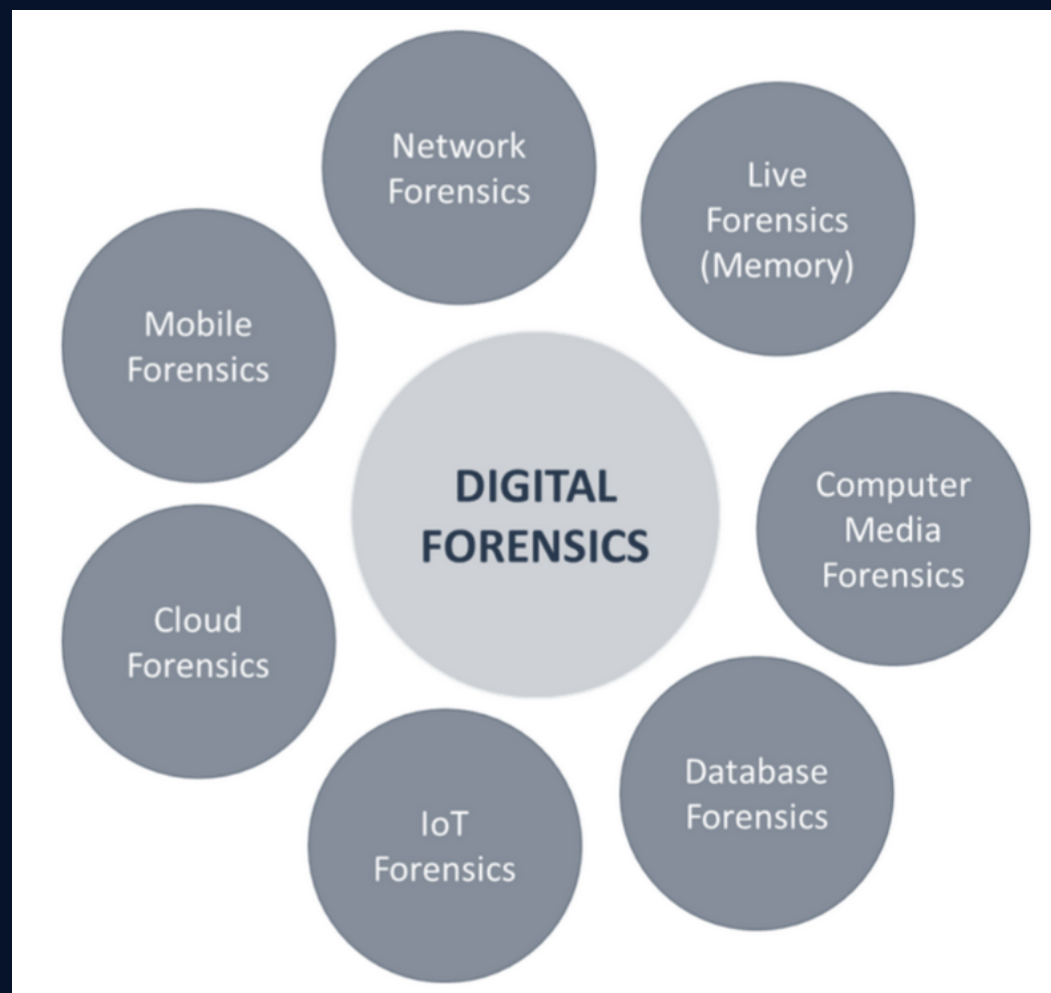 Network
Forensics
Live
Forensics
(Memory)
Mobile
Forensics
DIGITAL
FORENSICS
Computer
Media
Forensics
Cloud
Forensics
Database
Forensics
IoT
Forensics